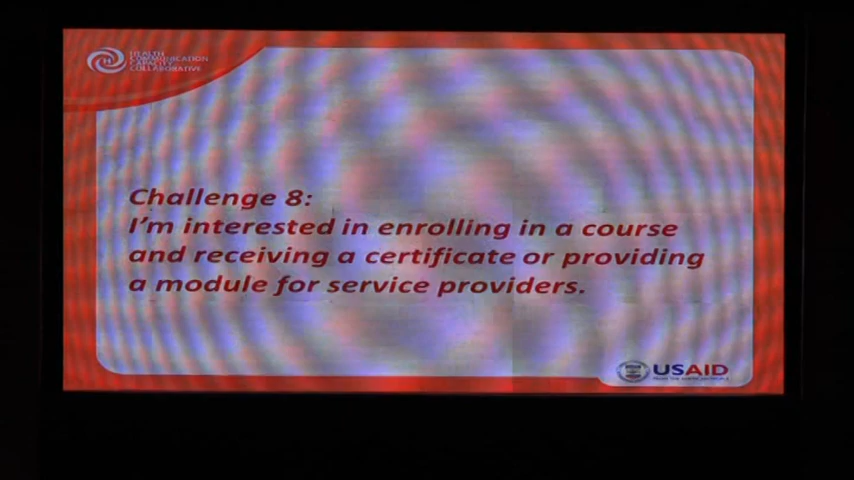 HEALTH
COMMUNICATION
CAPACITY
COLLABORATIVE
Challenge 8:
I'm interested in enrolling in a course
and receiving a certificate or providing
a module for service providers.
USAID